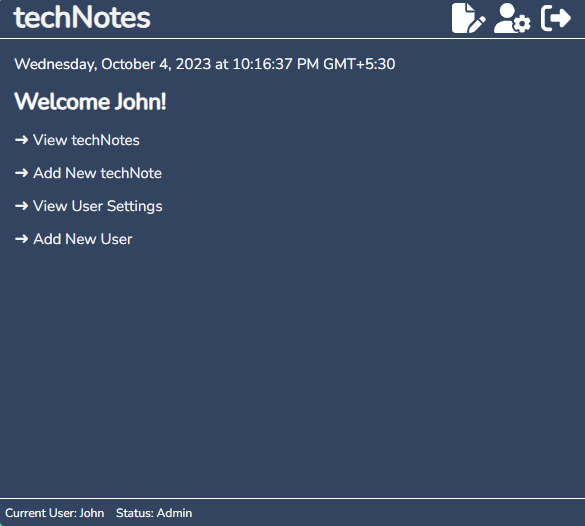 techNotes
Wednesday, October 4, 2023 at 10:16:37 PM GMT+5:30
Welcome John!
➜ View techNotes
➜ Add New techNote
➜ View User Settings
➜ Add New User
Current User: John Status: Admin